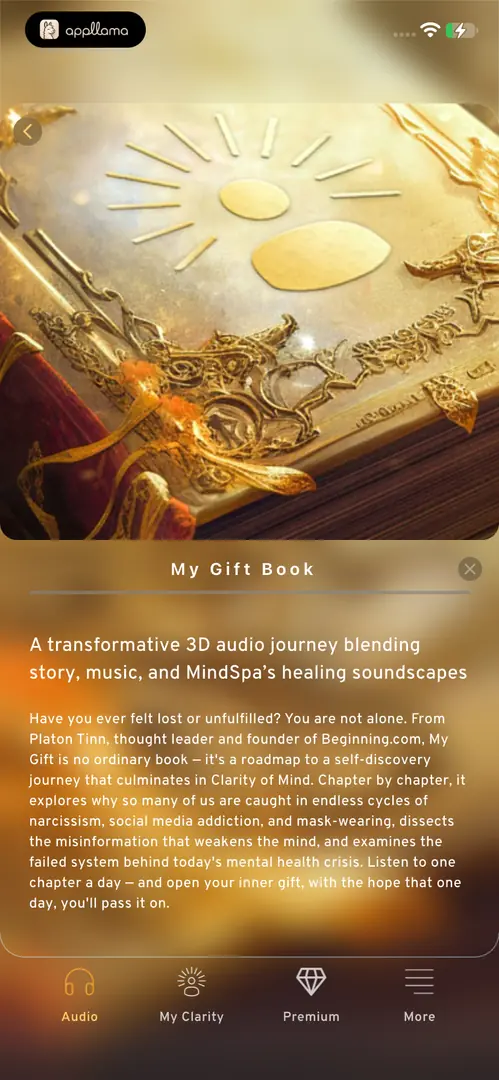 appllama
My Gift Book
A transformative 3D audio journey blending
story, music, and MindSpa’s healing soundscapes
Have you ever felt lost or unfulfilled? You are not alone. From
Platon Tinn, thought leader and founder of Beginning.com, My
Gift is no ordinary book — it's a roadmap to a self-discovery
journey that culminates in Clarity of Mind. Chapter by chapter, it
explores why so many of us are caught in endless cycles of
narcissism, social media addiction, and mask-wearing, dissects
the misinformation that weakens the mind, and examines the
failed system behind today's mental health crisis. Listen to one
chapter a day — and open your inner gift, with the hope that one
day, you'll pass it on.
Audio
My Clarity
Premium
More